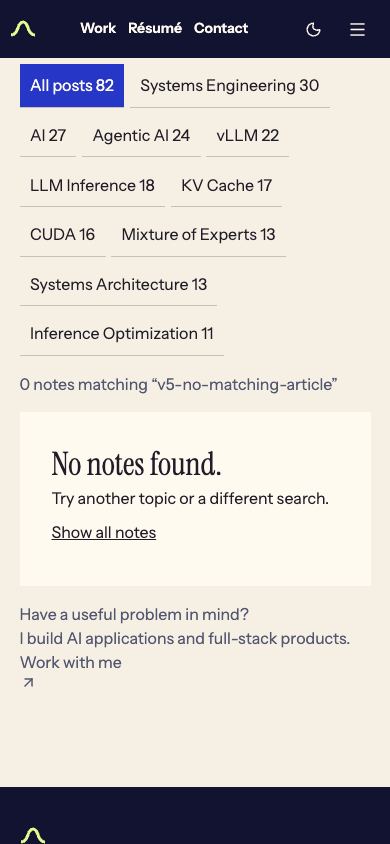 Work Résumé Contact
All posts 82 Systems Engineering 30
AI 27 Agentic AI 24 vLLM 22
LLM Inference 18 KV Cache 17
CUDA 16 Mixture of Experts 13
Systems Architecture 13
Inference Optimization 11
0 notes matching “v5-no-matching-article”
No notes found.
Try another topic or a different search.
Show all notes
Have a useful problem in mind?
I build AI applications and full-stack products.
Work with me